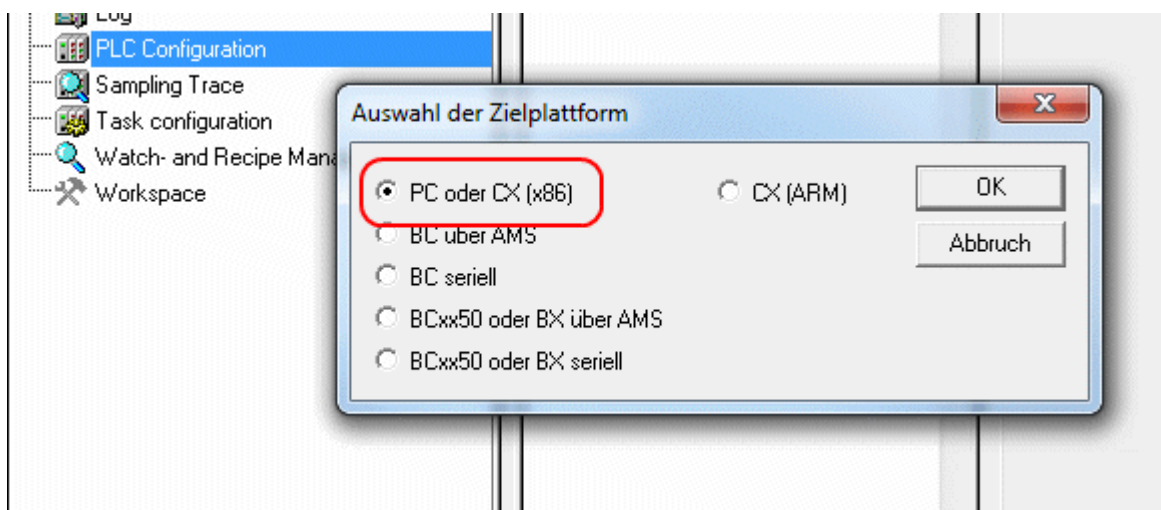 Log
PLC Configuration
Sampling Trace
Task configuration
Watch- and Recipe Mana
Workspace
Auswahl der Zielplattform
PC oder CX (x86)
CX (ARM)
BC über AMS
BC seriell
BCxx50 oder BX über AMS
BCxx50 oder BX seriell
OK
Abbruch